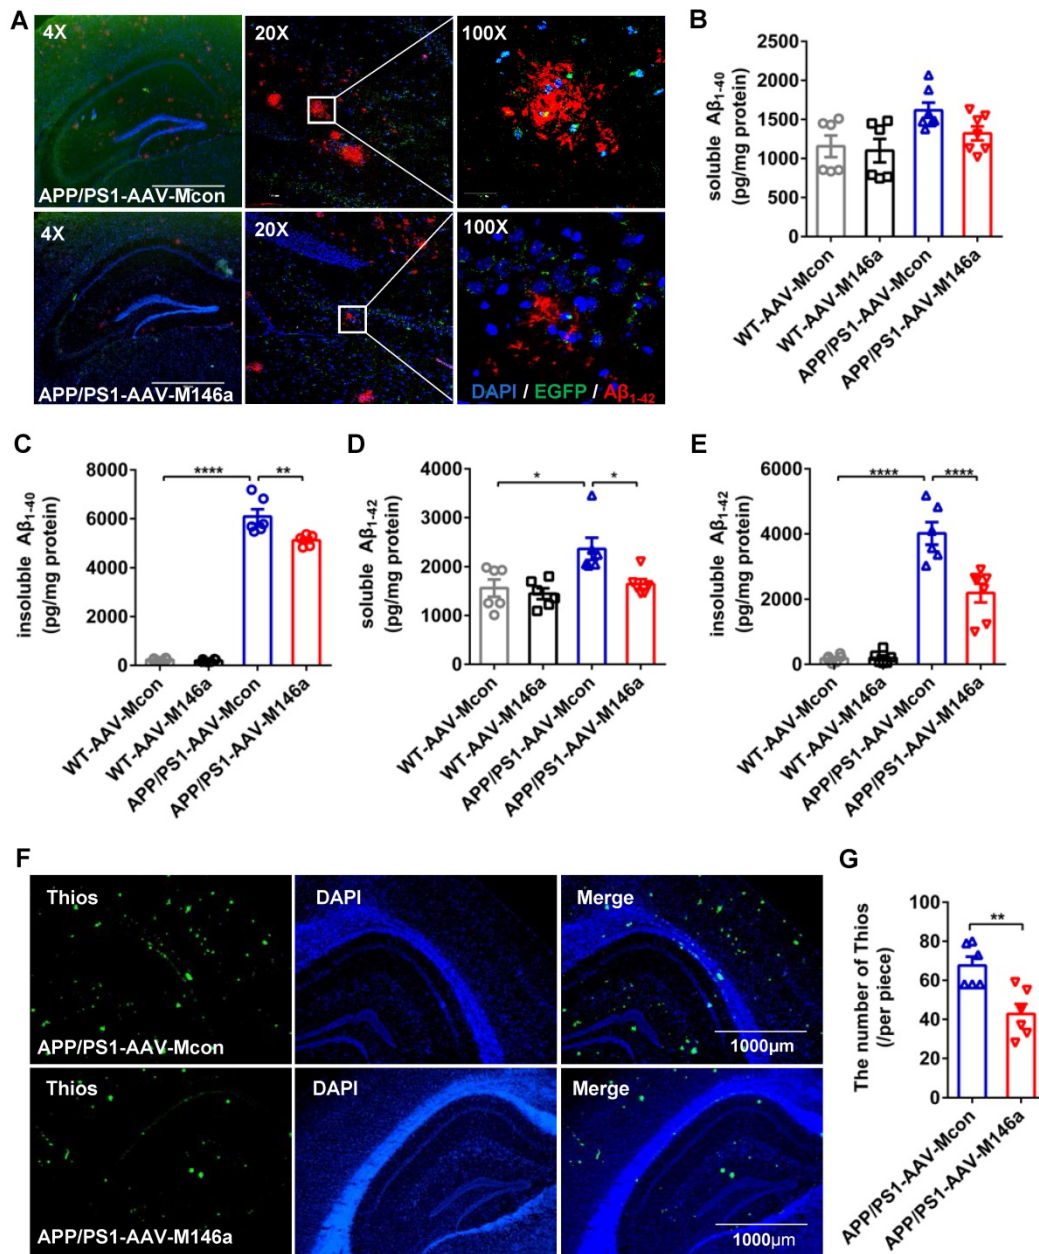 A
4X
20X
100X
APP/PS1-AAV-Mcon
4X
20X
100X
APP/PS1-AAV-M146a
DAPI / EGFP / Aβ1-42
B
soluble Aβ1-40
(pg/mg protein)
2500
2000
1500
1000
500
0
WT-AAV-Mcon
WT-AAV-M146a
APP/PS1-AAV-Mcon
APP/PS1-AAV-M146a
C
insoluble Aβ1-40
(pg/mg protein)
8000
6000
4000
2000
0
****
**
WT-AAV-Mcon
WT-AAV-M146a
APP/PS1-AAV-Mcon
APP/PS1-AAV-M146a
D
soluble Aβ1-42
(pg/mg protein)
4000
3000
2000
1000
0
*
*
WT-AAV-Mcon
WT-AAV-M146a
APP/PS1-AAV-Mcon
APP/PS1-AAV-M146a
E
insoluble Aβ1-42
(pg/mg protein)
6000
4000
2000
0
****
****
WT-AAV-Mcon
WT-AAV-M146a
APP/PS1-AAV-Mcon
APP/PS1-AAV-M146a
F
Thios
DAPI
Merge
APP/PS1-AAV-Mcon
1000µm
Thios
DAPI
Merge
APP/PS1-AAV-M146a
1000µm
G
The number of Thios
(/per piece)
100
80
60
40
20
0
**
APP/PS1-AAV-Mcon
APP/PS1-AAV-M146a